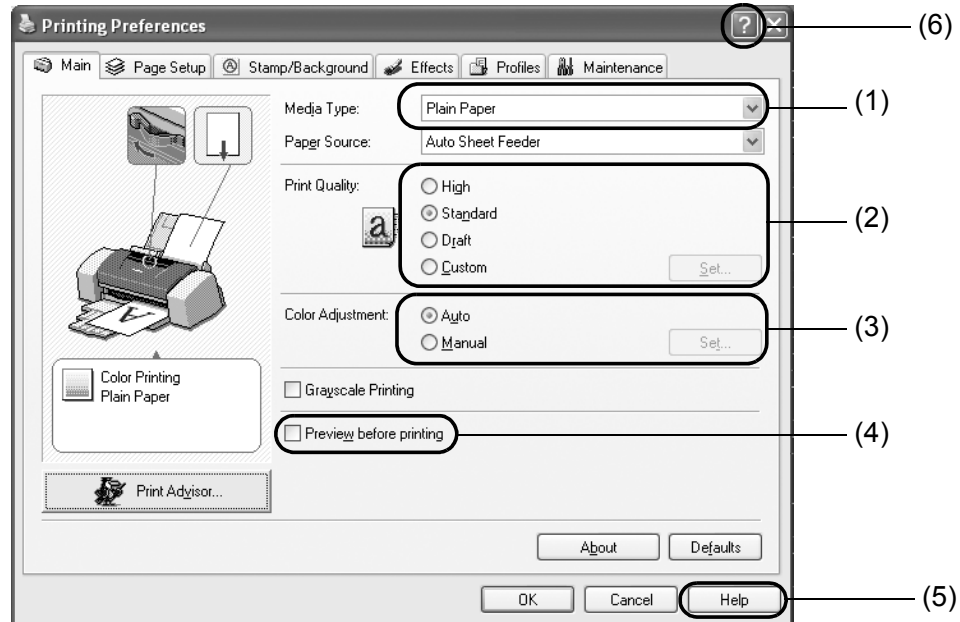 Printing Preferences
?
(6)
Main
Page Setup
Stamp/Background
Effects
Profiles
Maintenance
Media Type:
Plain Paper
(1)
Paper Source:
Auto Sheet Feeder
Print Quality:
High
a
Standard
(2)
Draft
Custom
Set...
Color Adjustment:
Auto
(3)
Manual
Set...
A
Color Printing
Plain Paper
Grayscale Printing
Preview before printing
(4)
Print Advisor...
About
Defaults
OK
Cancel
Help
(5)